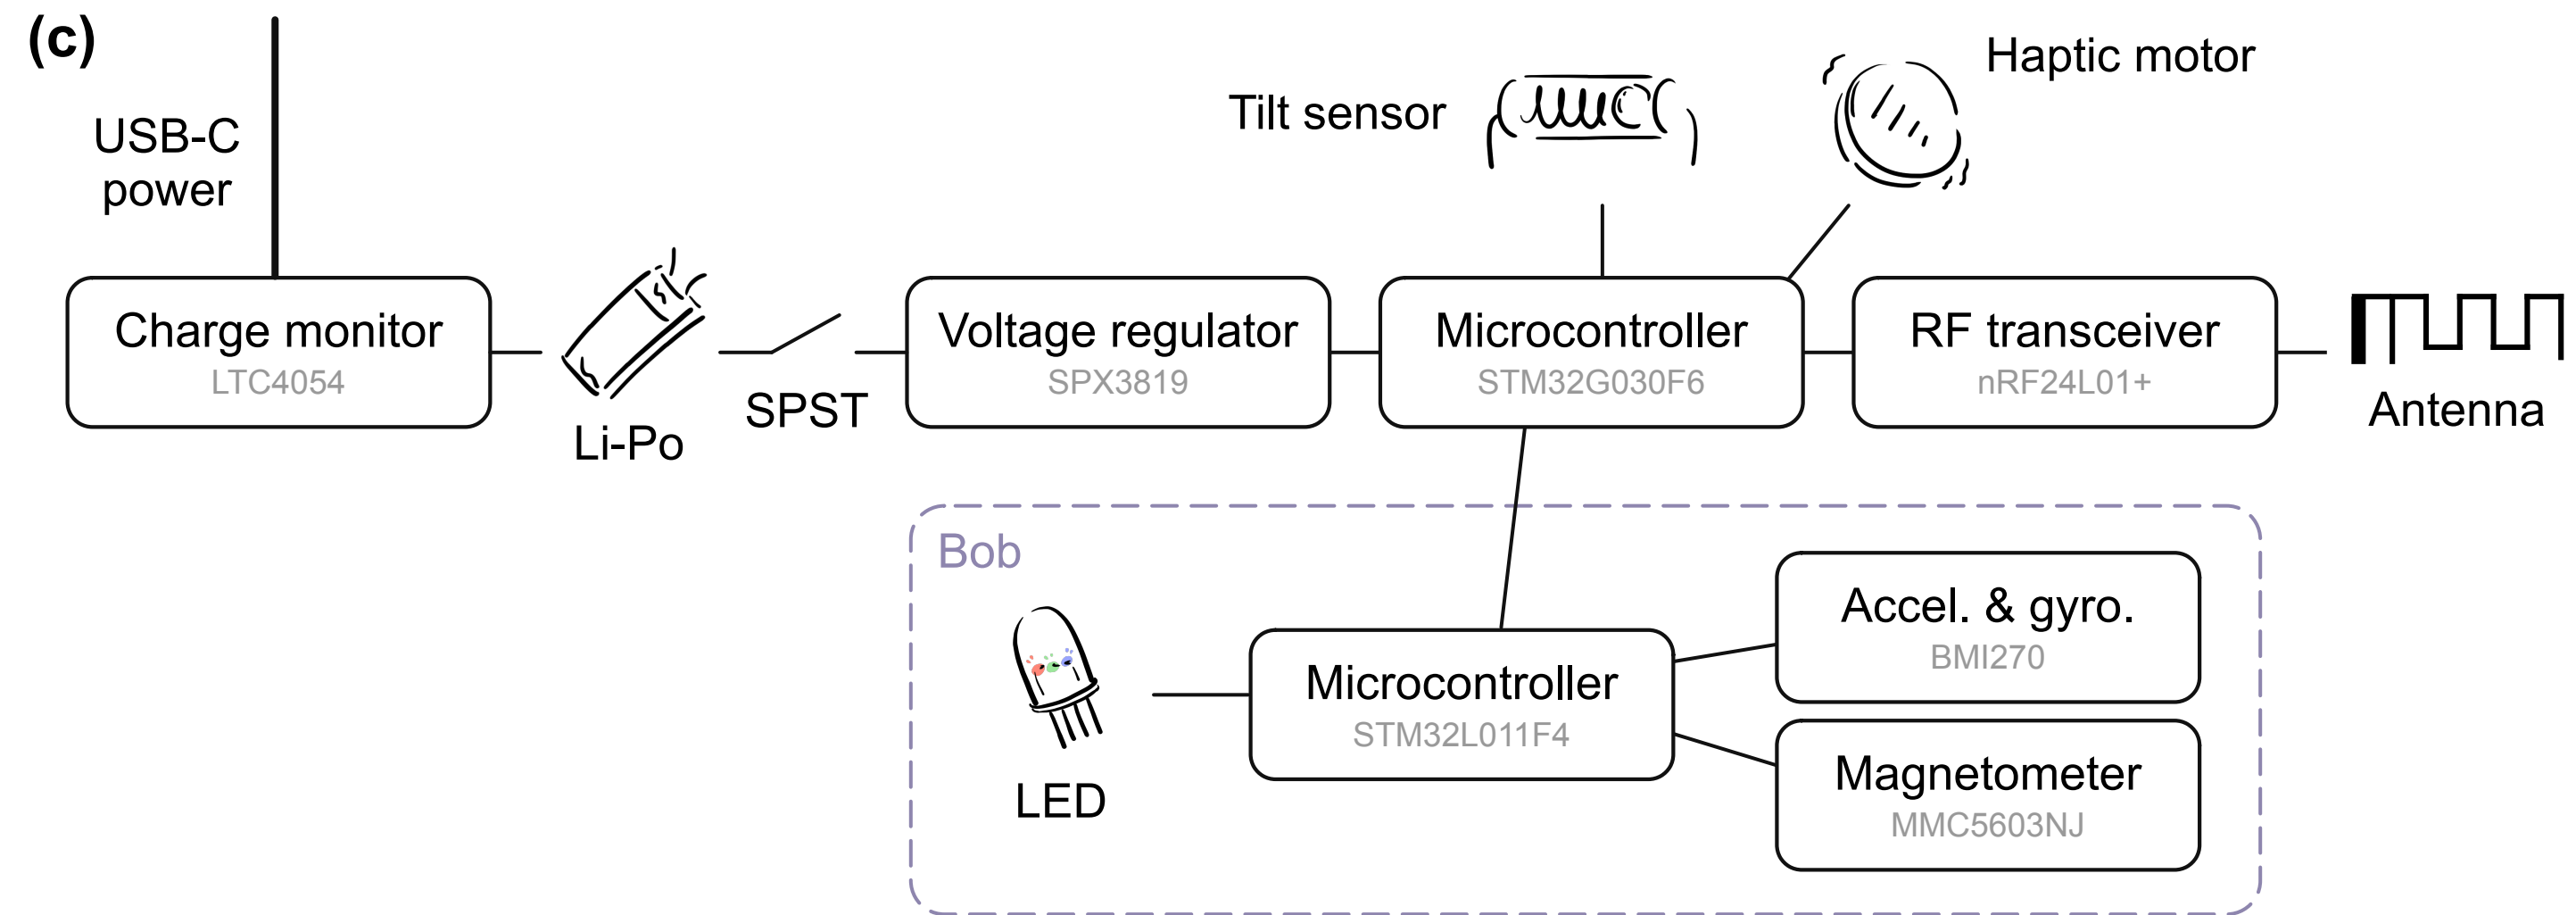 (c)
USB-C
power
Tilt sensor
Haptic motor
Charge monitor
LTC4054
Li-Po
SPST
Voltage regulator
SPX3819
Microcontroller
STM32G030F6
RF transceiver
nRF24L01+
Antenna
Bob
LED
Microcontroller
STM32L011F4
Accel. & gyro.
BMI270
Magnetometer
MMC5603NJ